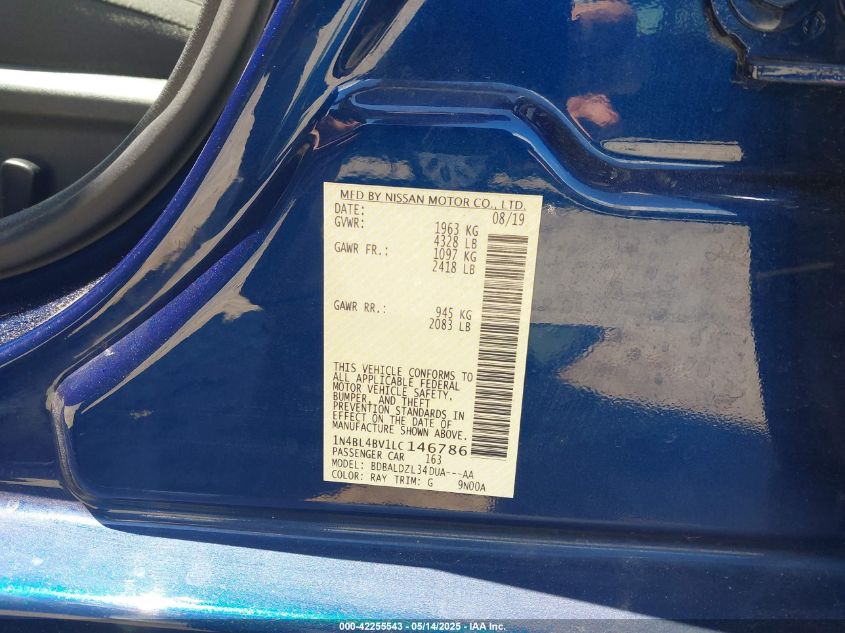 MFD BY NISSAN MOTOR CO., LTD.
DATE: 08/19
GVWR: 1963 KG
4328 LB
GAWR FR.: 1097 KG
2418 LB
GAWR RR.: 945 KG
2083 LB
THIS VEHICLE CONFORMS TO
ALL APPLICABLE FEDERAL
MOTOR VEHICLE SAFETY,
BUMPER, AND THEFT
PREVENTION STANDARDS IN
EFFECT ON THE DATE OF
MANUFACTURE SHOWN ABOVE.
1N4BL4BV1LC146786
PASSENGER CAR 163
MODEL: BDBALDZL34DUA---AA
COLOR: RAY TRIM: G 9N00A
000-42255543 - 05/14/2025 - IAA Inc.